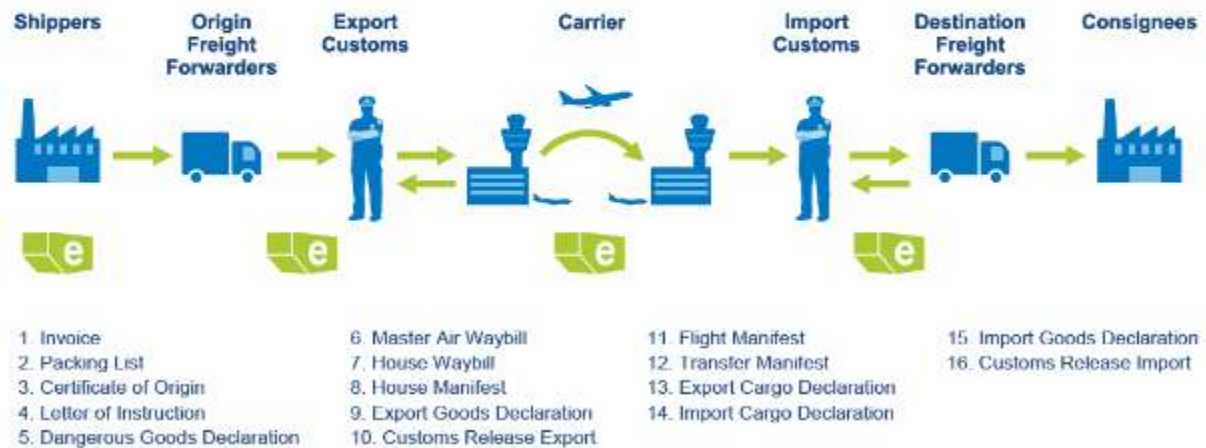 Shippers
Origin
Freight
Forwarders
Export
Customs
Carrier
Import
Customs
Destination
Freight
Forwarders
Consignees
e
e
e
e
1. Invoice
2. Packing List
3. Certificate of Origin
4. Letter of Instruction
5. Dangerous Goods Declaration
6. Master Air Waybill
7. House Waybill
8. House Manifest
9. Export Goods Declaration
10. Customs Release Export
11. Flight Manifest
12. Transfer Manifest
13. Export Cargo Declaration
14. Import Cargo Declaration
15. Import Goods Declaration
16. Customs Release Import